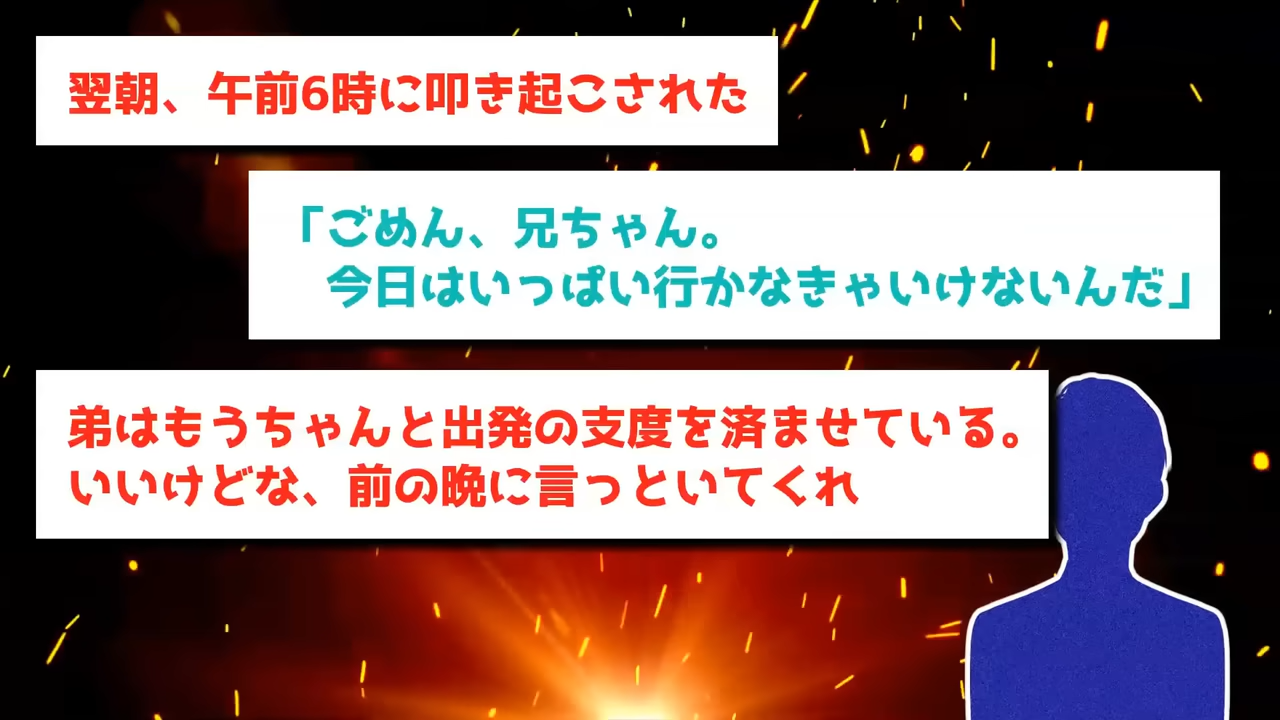 翌朝、午前6時に叩き起こされた
「ごめん、兄ちゃん。
今日はいっぱい行かなきゃいけないんだ」
弟はもうちゃんと出発の支度を済ませている。
いいけどな、前の晩に言っといてくれ